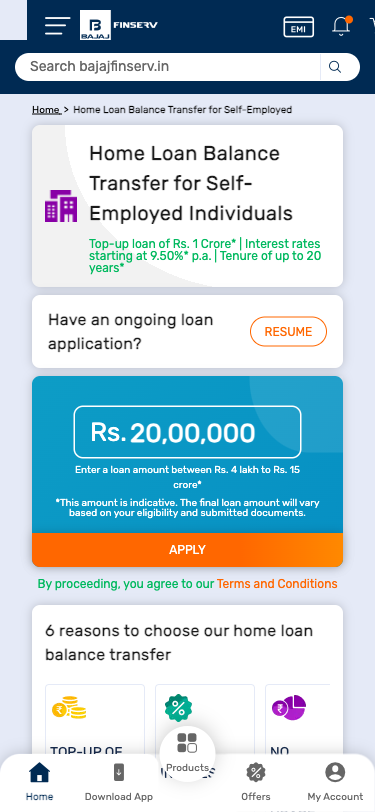 BAJAJ
FINSERV
EMI
Search bajajfinserv.in
Home > Home Loan Balance Transfer for Self-Employed
Home Loan Balance
Transfer for Self-
Employed Individuals
Top-up loan of Rs. 1 Crore* | Interest rates
starting at 9.50%* p.a. | Tenure of up to 20
years*
Have an ongoing loan
application?
RESUME
Rs. 20,00,000
Enter a loan amount between Rs. 4 lakh to Rs. 15
crore*
*This amount is indicative. The final loan amount will vary
based on your eligibility and submitted documents.
APPLY
By proceeding, you agree to our Terms and Conditions
6 reasons to choose our home loan
balance transfer
TOP-UP OF
NO
Products
Home
Download App
Offers
My Account